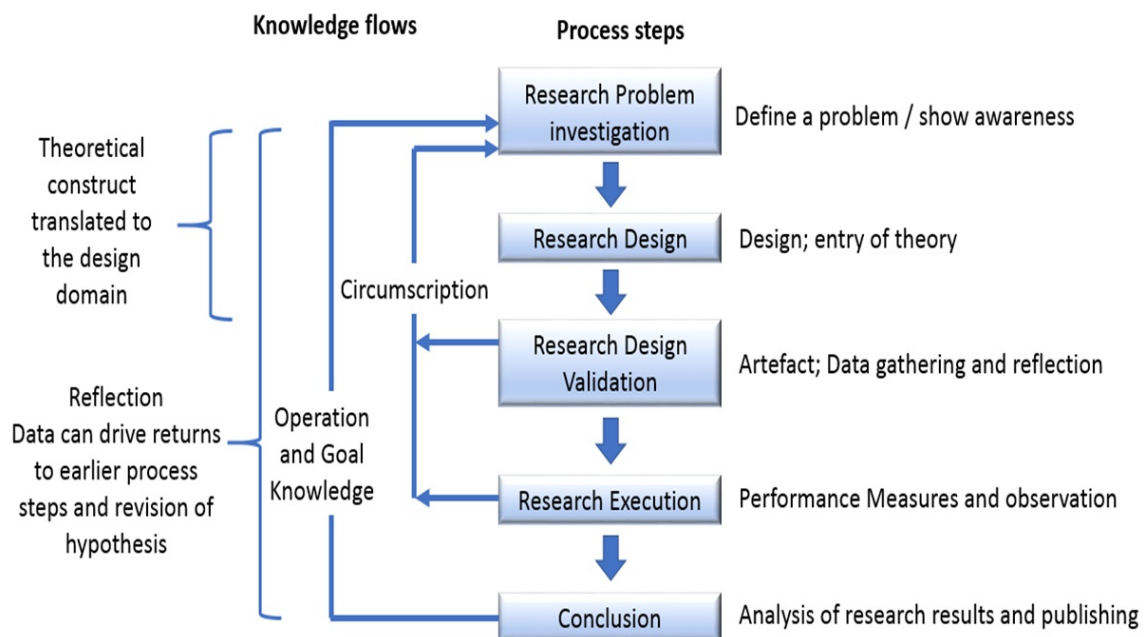 Knowledge flows
Process steps
Research Problem
investigation
Define a problem / show awareness
Theoretical
construct
translated to
the design
domain
Research Design
Design; entry of theory
Circumscription
Research Design
Validation
Artefact; Data gathering and reflection
Reflection
Data can drive returns
to earlier process
steps and revision of
hypothesis
Operation
and Goal
Knowledge
Research Execution
Performance Measures and observation
Conclusion
Analysis of research results and publishing